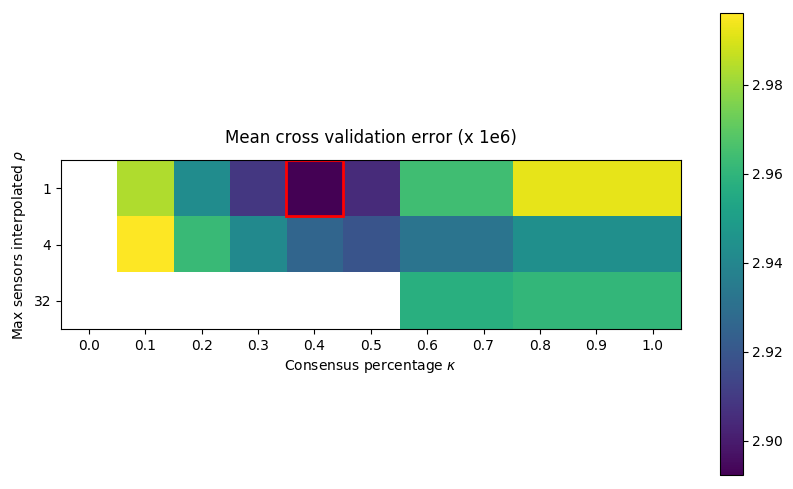 Mean cross validation error (x 1e6)
Max sensors interpolated ρ
1
4
32
0.0 0.1 0.2 0.3 0.4 0.5 0.6 0.7 0.8 0.9 1.0
Consensus percentage κ
2.98
2.96
2.94
2.92
2.90